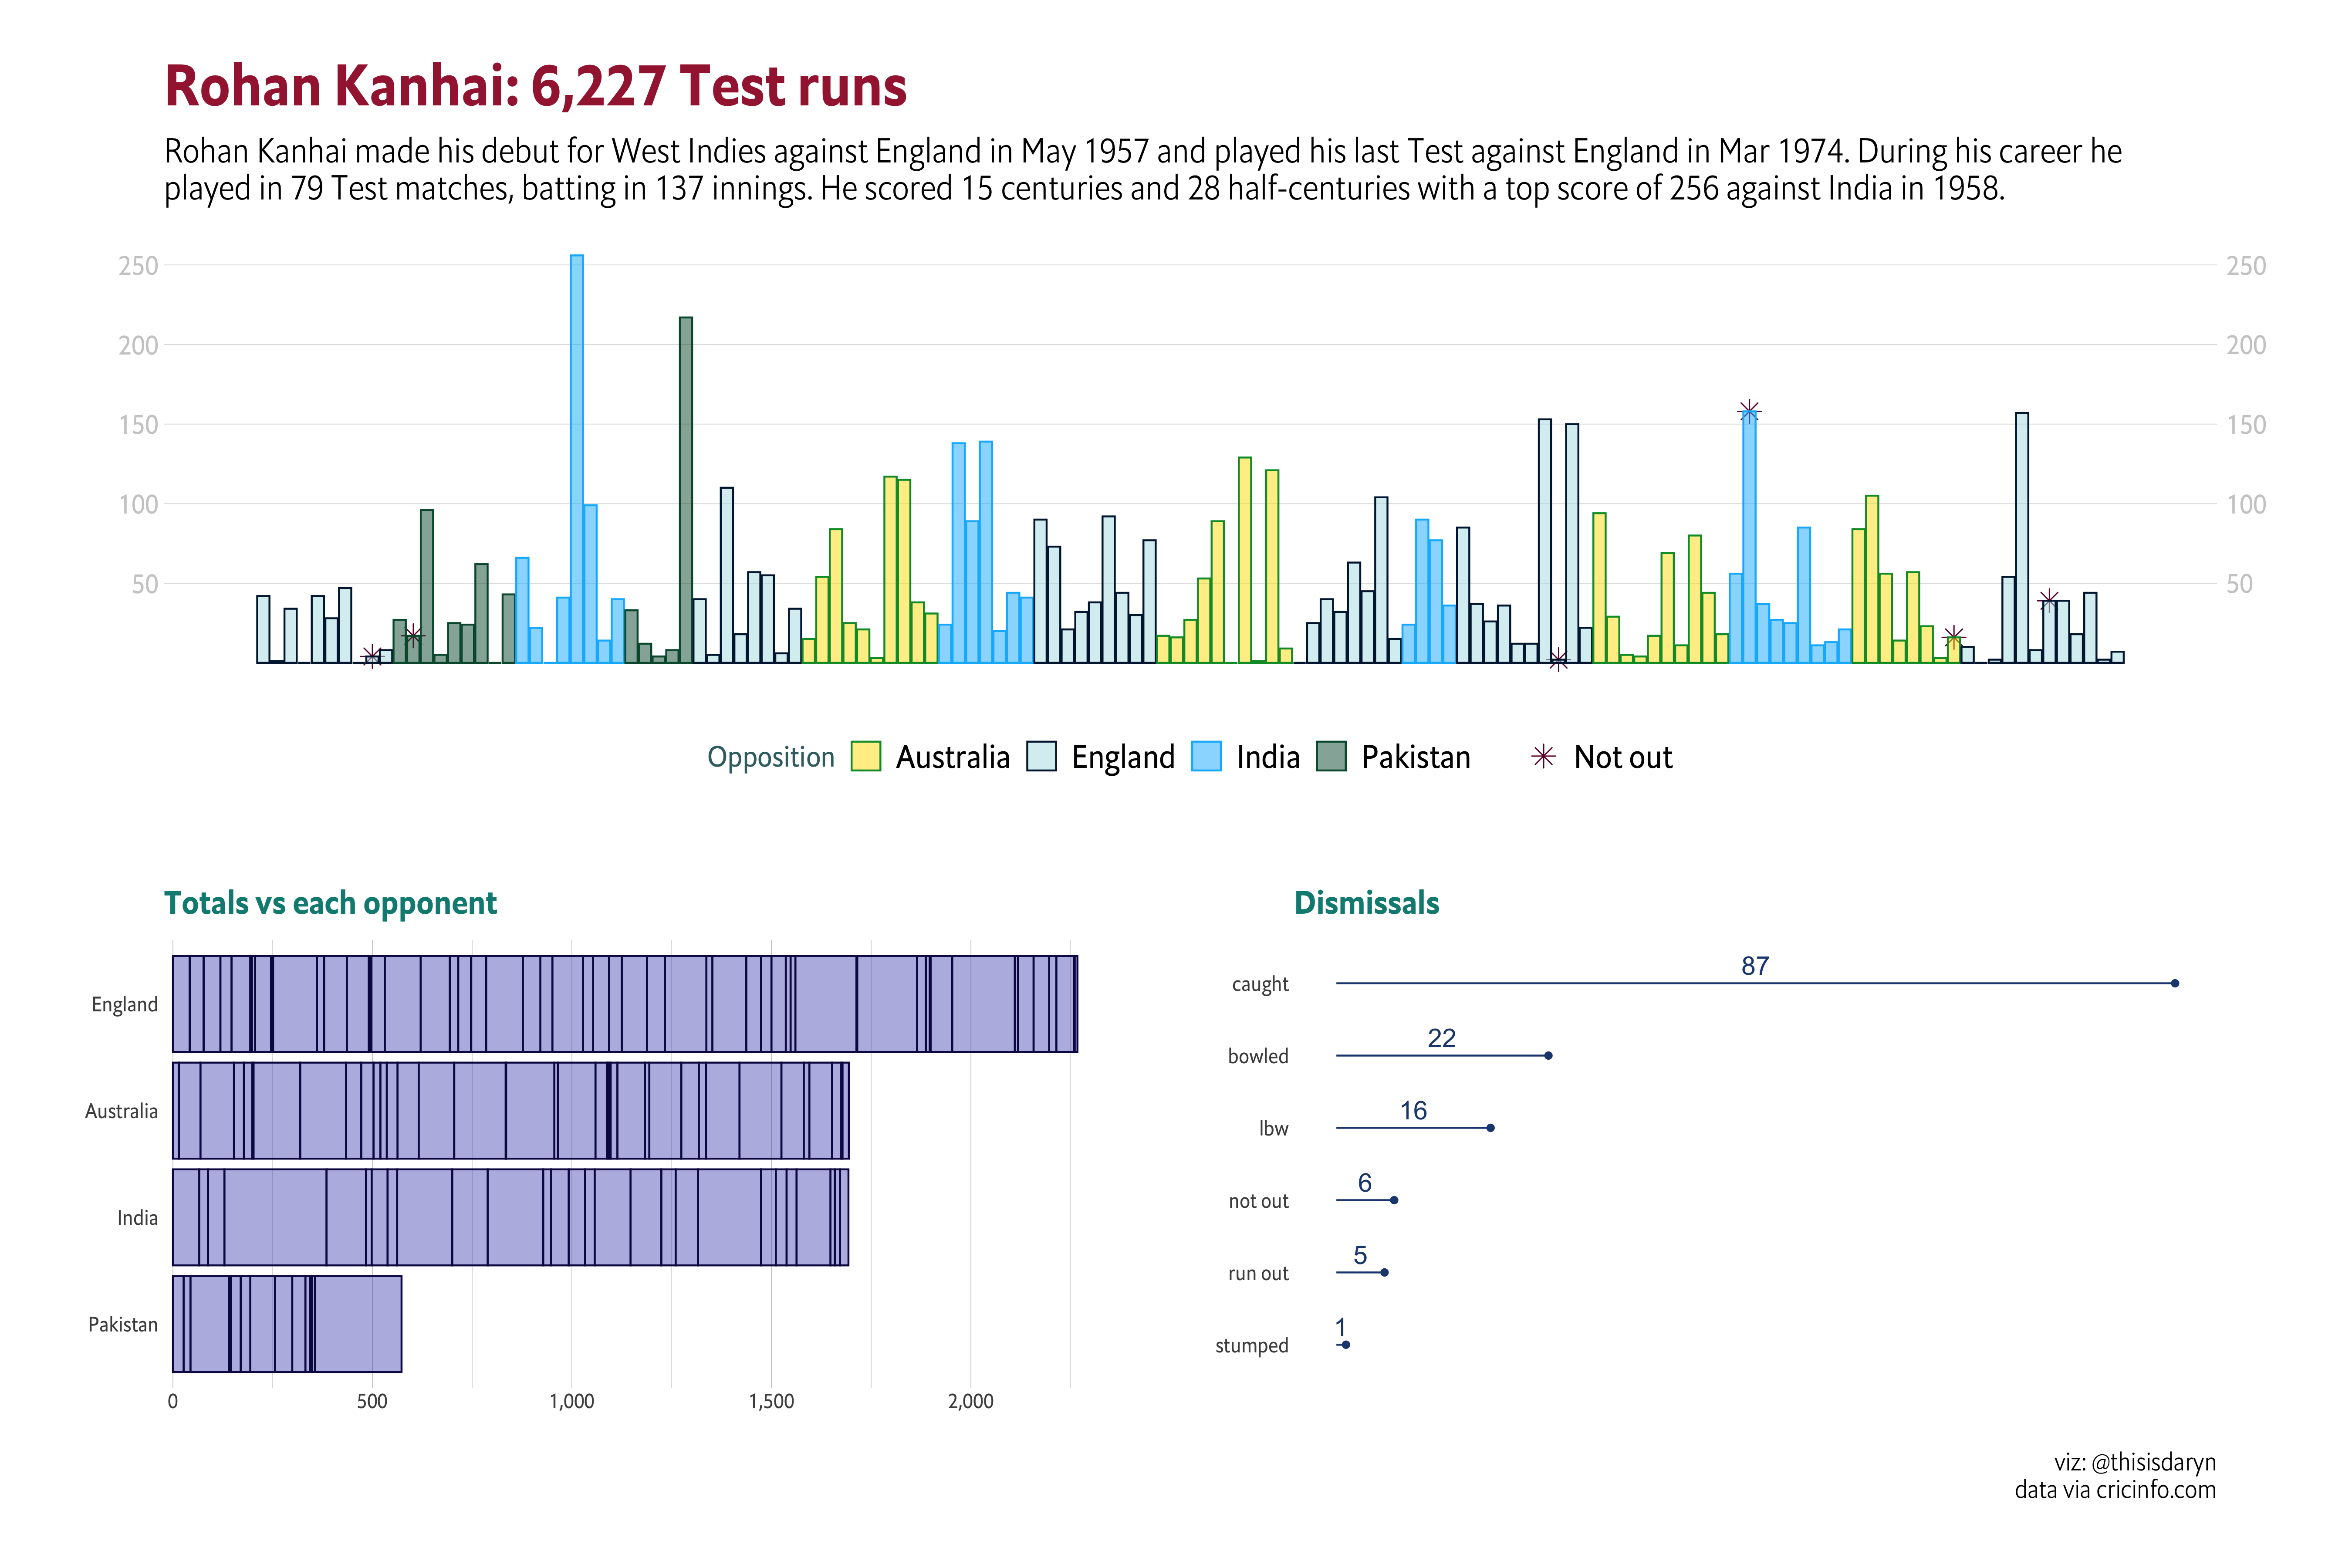 Rohan Kanhai: 6,227 Test runs
Rohan Kanhai made his debut for West Indies against England in May 1957 and played his last Test against England in Mar 1974. During his career he
played in 79 Test matches, batting in 137 innings. He scored 15 centuries and 28 half-centuries with a top score of 256 against India in 1958.
250 250
200 200
150 150
100 100
50 50
Opposition Australia England India Pakistan Not out
Totals vs each opponent
England
Australia
India
Pakistan
0 500 1,000 1,500 2,000
Dismissals
caught 87
bowled 22
lbw 16
not out 6
run out 5
stumped 1
viz: @thisisdaryn
data via cricinfo.com